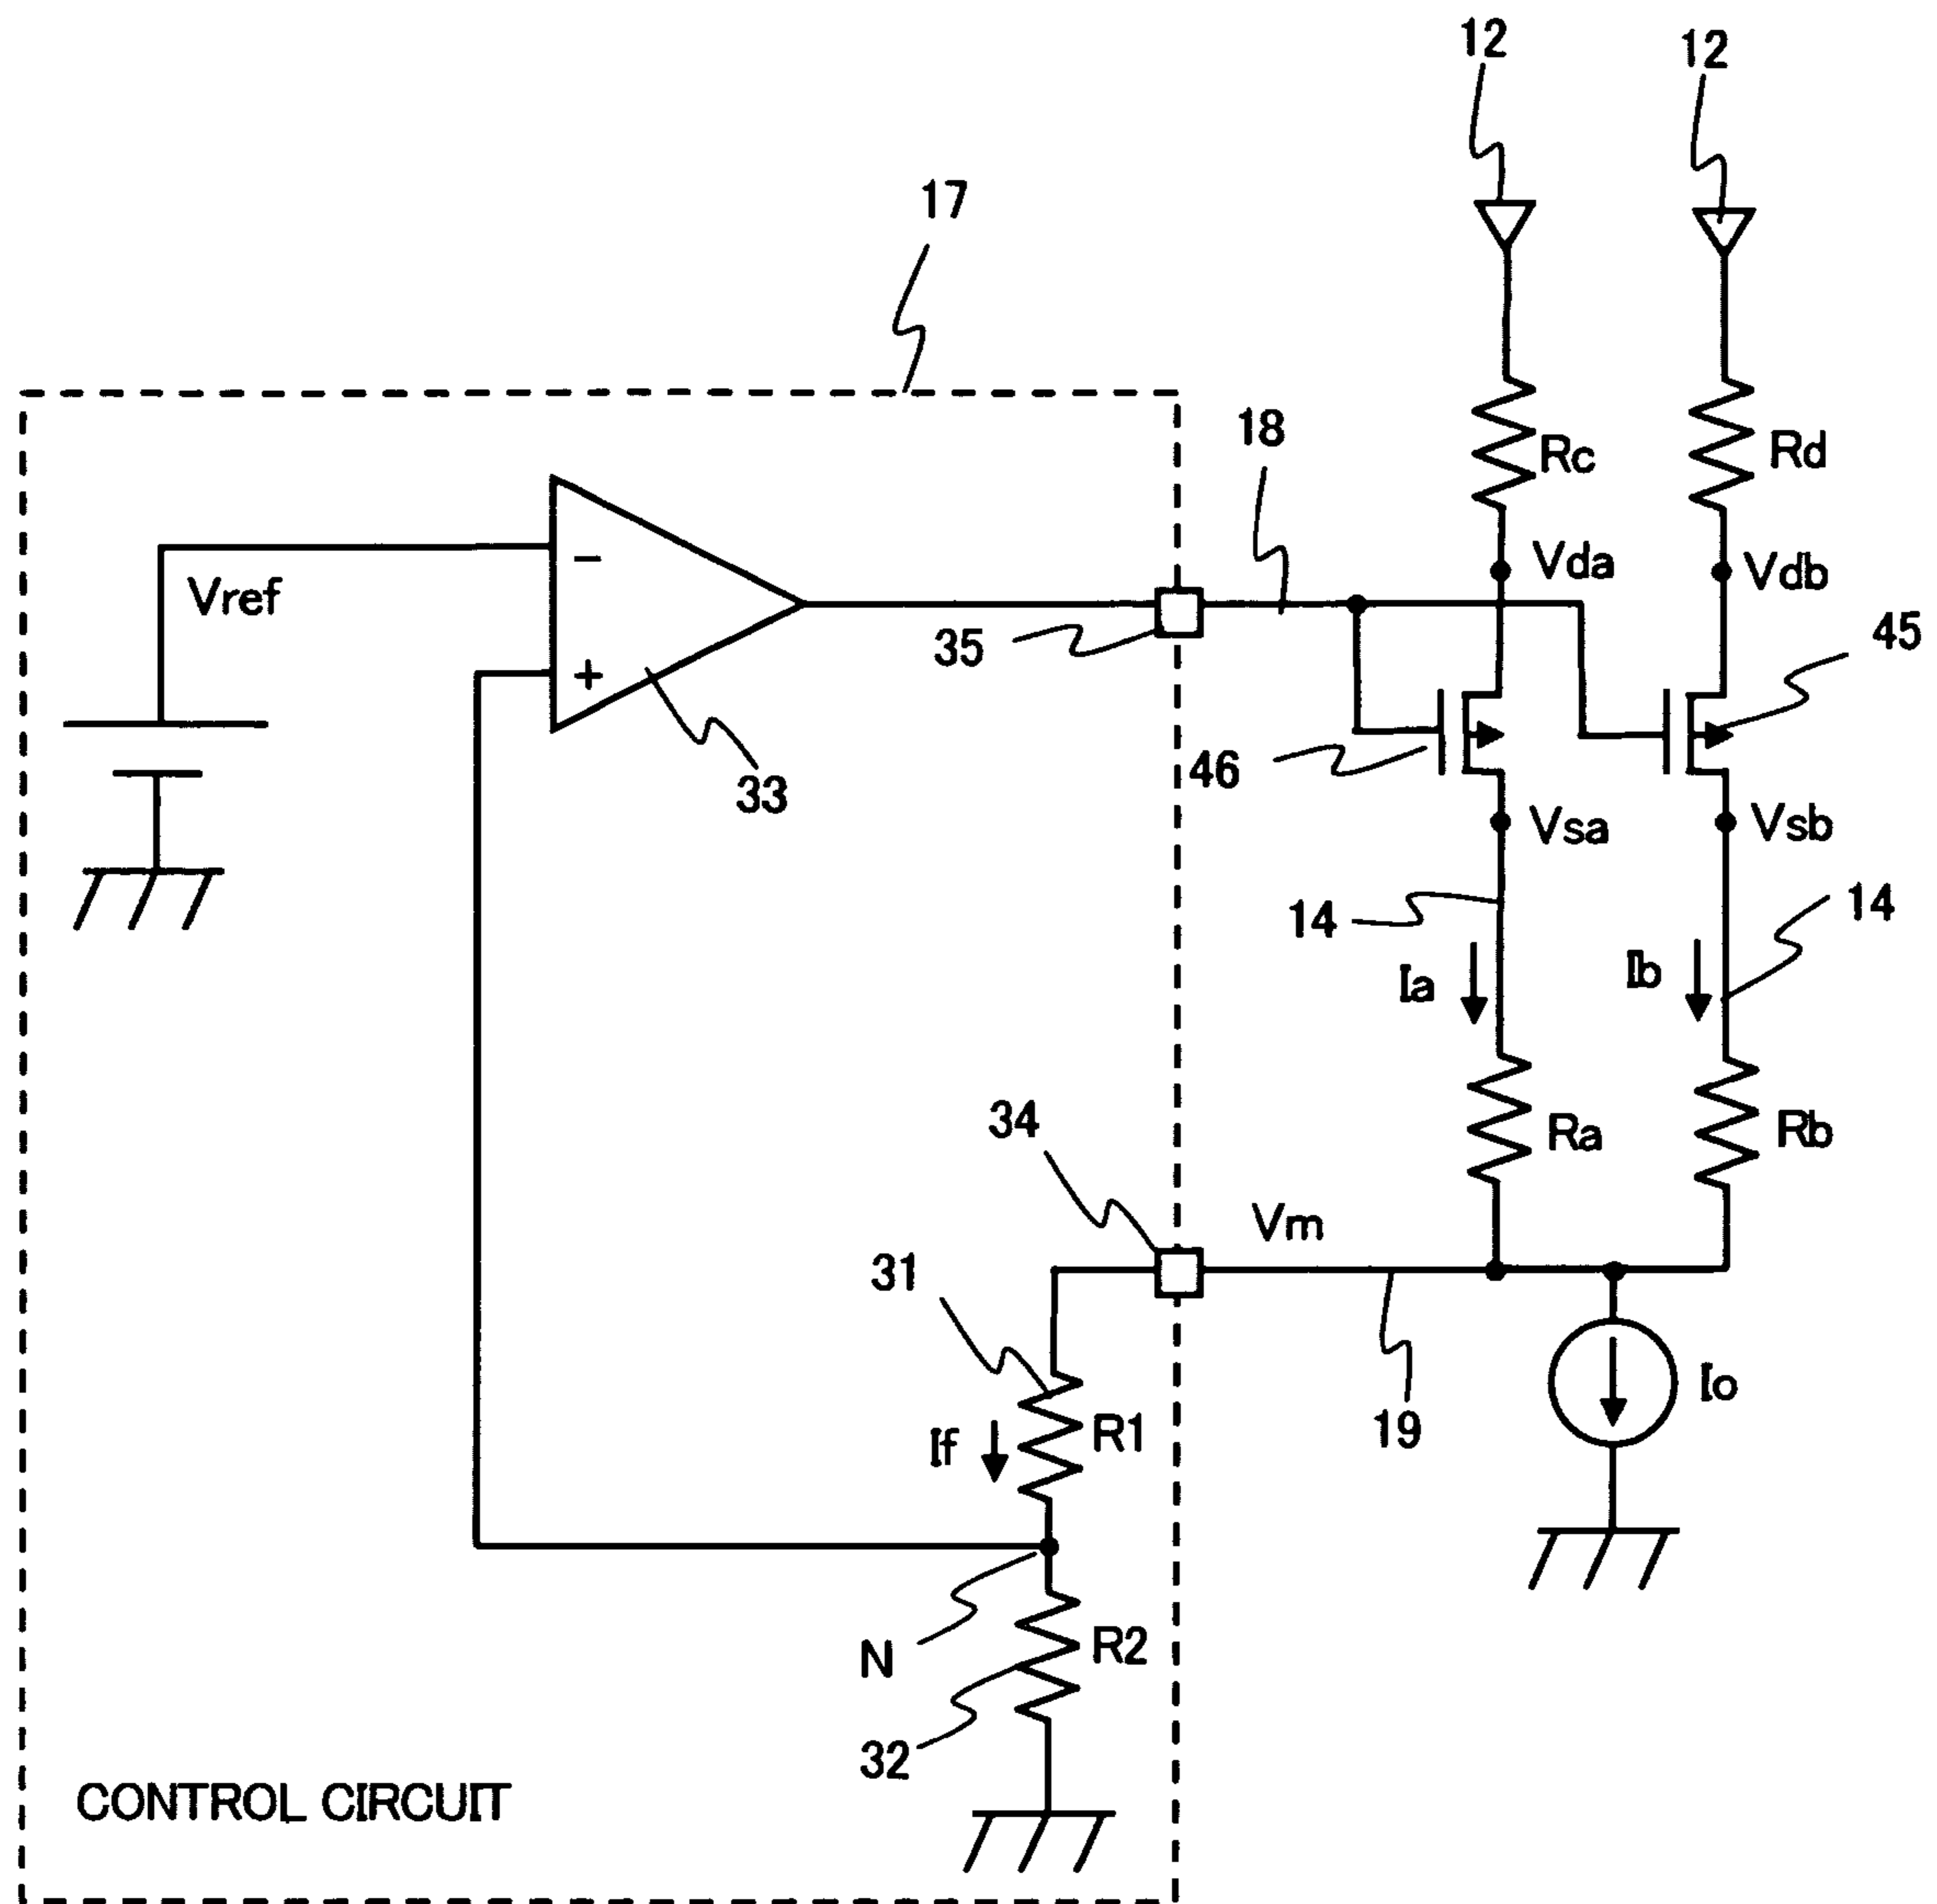 12
12
17
18
Rc
Rd
Vda
Vdb
Vref
−
+
33
35
45
46
Vsa
Vsb
14
14
Ia
Ib
34
Ra
Rb
Vm
31
If
R1
19
Io
N
R2
32
CONTROL CIRCUIT